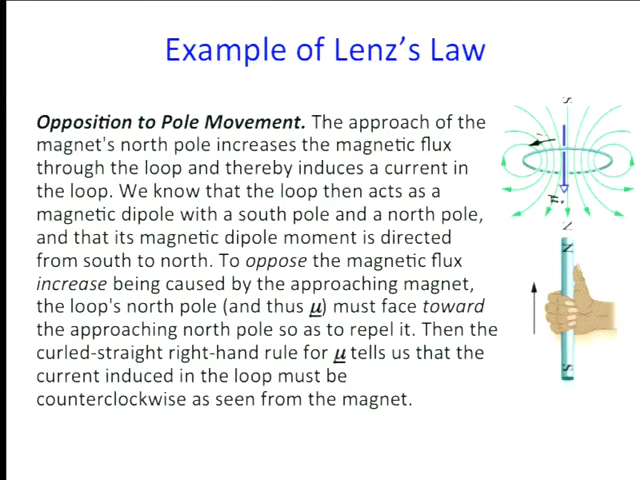 Example of Lenz's Law
Opposition to Pole Movement. The approach of the
magnet's north pole increases the magnetic flux
through the loop and thereby induces a current in
the loop. We know that the loop then acts as a
magnetic dipole with a south pole and a north pole,
and that its magnetic dipole moment is directed
from south to north. To oppose the magnetic flux
increase being caused by the approaching magnet,
the loop's north pole (and thus μ) must face toward
the approaching north pole so as to repel it. Then the
curled-straight right-hand rule for μ tells us that the
current induced in the loop must be
counterclockwise as seen from the magnet.
S
i
μ
N
N
S